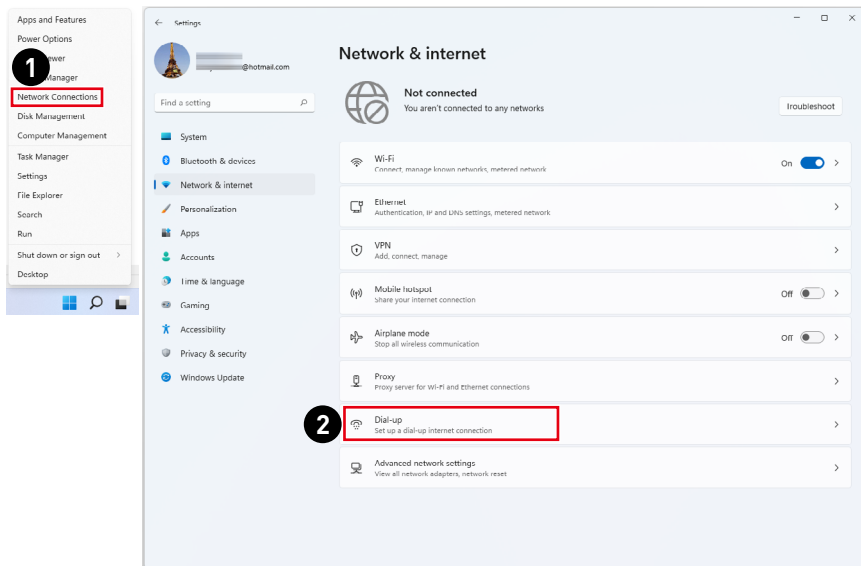 Apps and Features
Power Options
ewer
1
Manager
Network Connections
Disk Management
Computer Management
Task Manager
Settings
File Explorer
Search
Run
Shut down or sign out
Desktop
Settings
@hotmail.com
Find a setting
System
Bluetooth & devices
Network & internet
Personalization
Apps
Accounts
Time & language
Gaming
Accessibility
Privacy & security
Windows Update
Network & internet
Not connected
You aren't connected to any networks
Troubleshoot
Wi-Fi
Connect, manage known networks, metered network
On
Ethernet
Authentication, IP and DNS settings, metered network
VPN
Add, connect, manage
Mobile hotspot
Share your internet connection
Off
Airplane mode
Stop all wireless communication
Off
Proxy
Proxy server for Wi-Fi and Ethernet connections
2
Dial-up
Set up a dial-up internet connection
Advanced network settings
View all network adapters, network reset